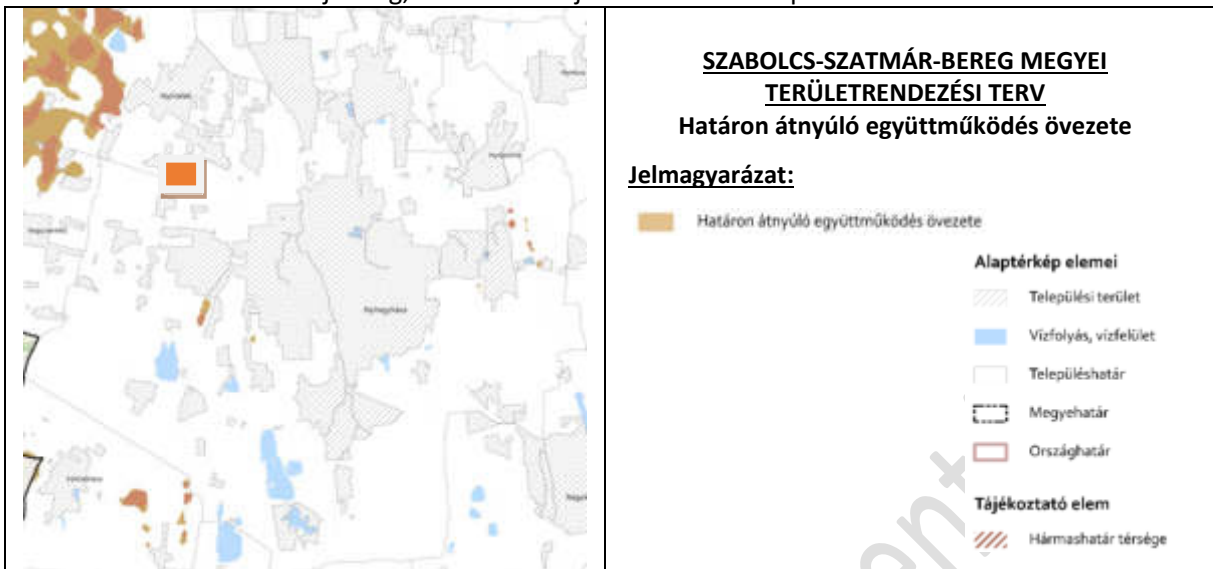 SZABOLCS-SZATMÁR-BEREG MEGYEI
TERÜLETRENDEZÉSI TERV
Határon átnyúló együttműködés övezete
Jelmagyarázat:
Határon átnyúló együttműködés övezete
Alaptérkép elemei
Települési terület
Vízfolyás, vízfelület
Településhatár
Megyehatár
Országhatár
Tájékoztató elem
Hármashatár térsége
Nyíregyháza